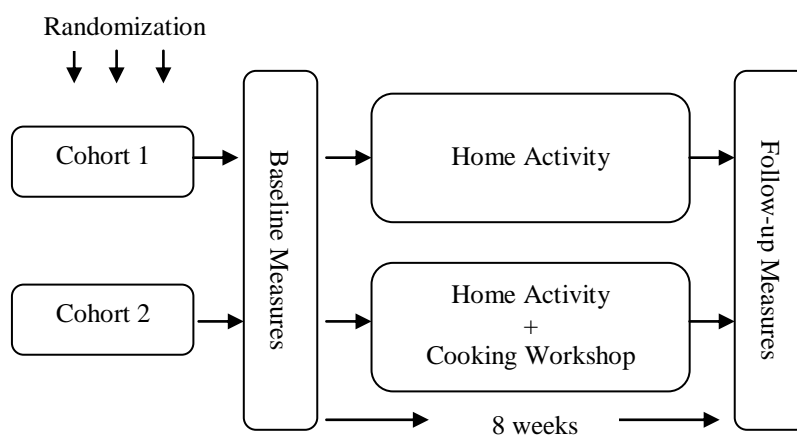 Randomization
Cohort 1
Baseline Measures
Home Activity
Follow-up Measures
Cohort 2
Home Activity
+
Cooking Workshop
8 weeks